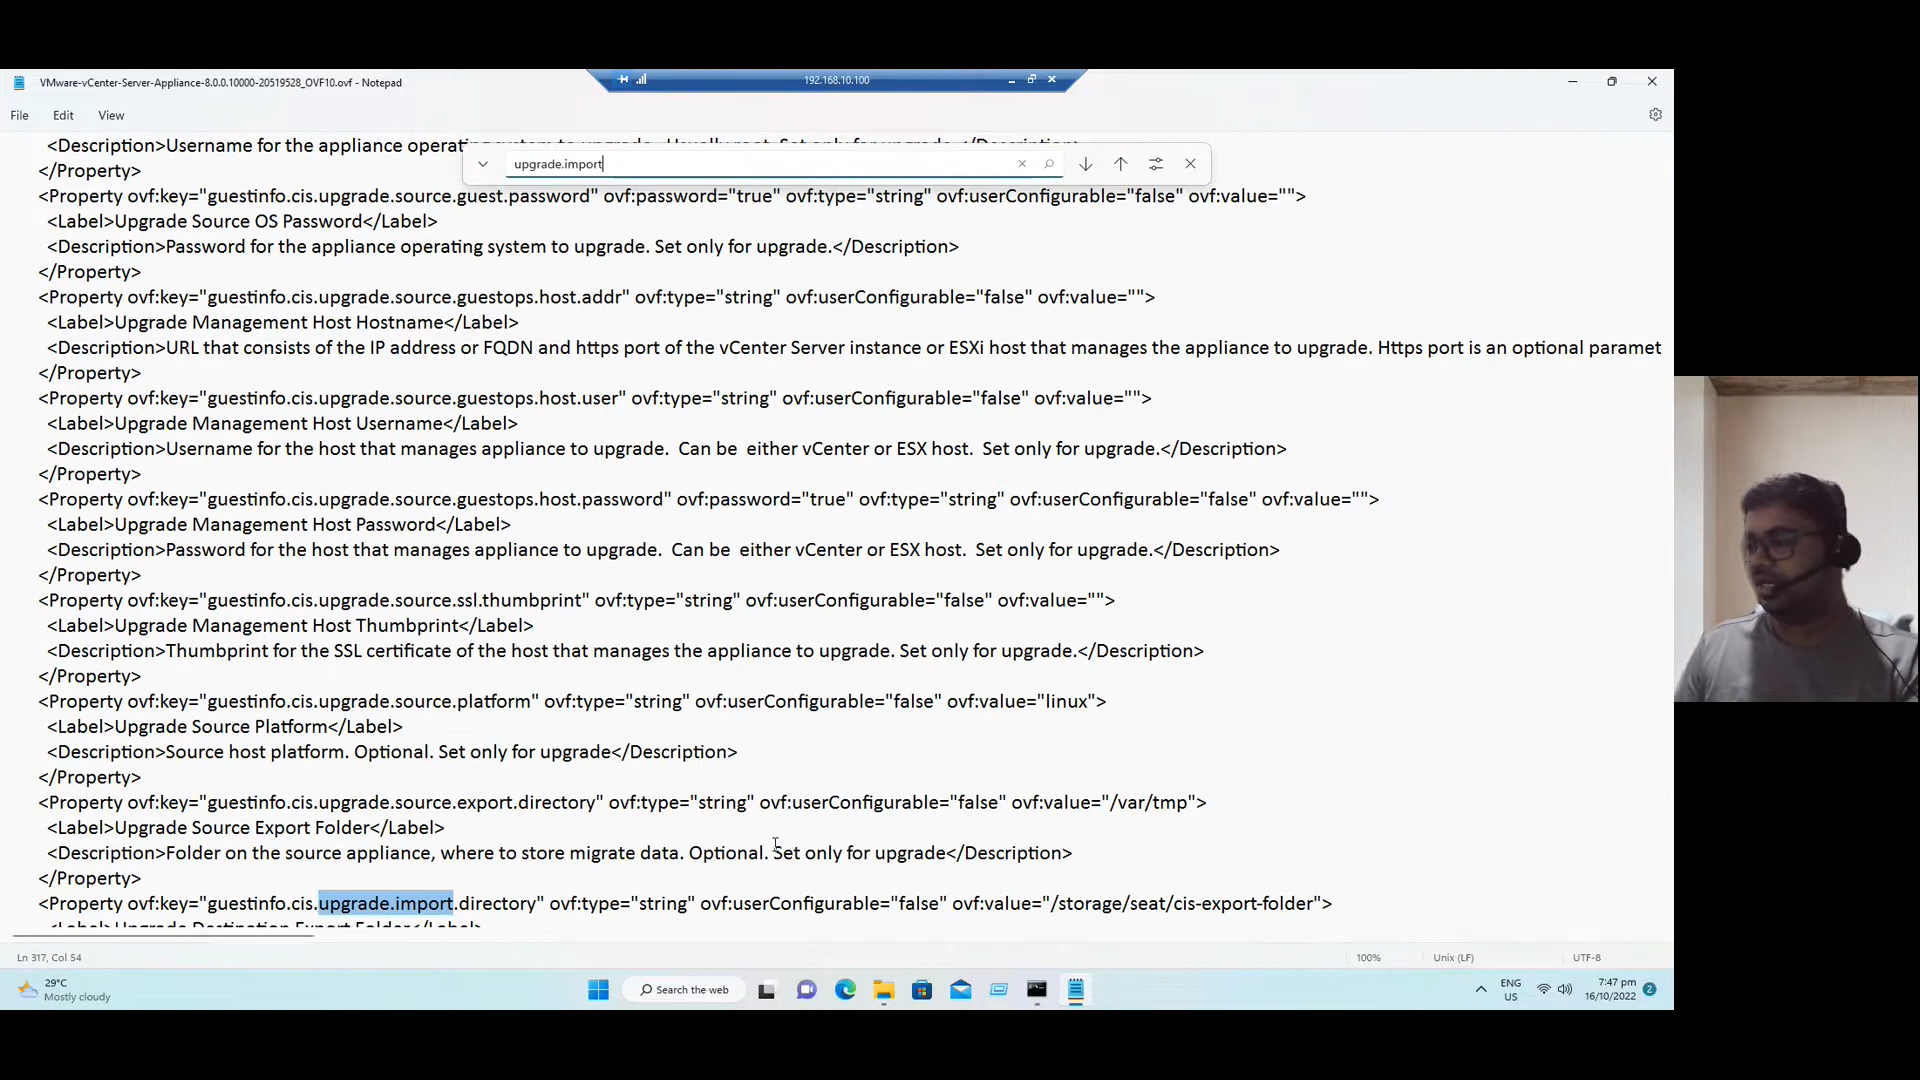 VMware-vCenter-Server-Appliance-8.0.0.10000-20519528_OVF10.ovf - Notepad
192.168.10.100
File Edit View
<Description>Username for the appliance operating system to upgrade. Usually root. Set only for upgrade.</Description>
upgrade.import
</Property>
<Property ovf:key="guestinfo.cis.upgrade.source.guest.password" ovf:password="true" ovf:type="string" ovf:userConfigurable="false" ovf:value="">
<Label>Upgrade Source OS Password</Label>
<Description>Password for the appliance operating system to upgrade. Set only for upgrade.</Description>
</Property>
<Property ovf:key="guestinfo.cis.upgrade.source.guestops.host.addr" ovf:type="string" ovf:userConfigurable="false" ovf:value="">
<Label>Upgrade Management Host Hostname</Label>
<Description>URL that consists of the IP address or FQDN and https port of the vCenter Server instance or ESXi host that manages the appliance to upgrade. Https port is an optional paramet
</Property>
<Property ovf:key="guestinfo.cis.upgrade.source.guestops.host.user" ovf:type="string" ovf:userConfigurable="false" ovf:value="">
<Label>Upgrade Management Host Username</Label>
<Description>Username for the host that manages appliance to upgrade.  Can be  either vCenter or ESX host.  Set only for upgrade.</Description>
</Property>
<Property ovf:key="guestinfo.cis.upgrade.source.guestops.host.password" ovf:password="true" ovf:type="string" ovf:userConfigurable="false" ovf:value="">
<Label>Upgrade Management Host Password</Label>
<Description>Password for the host that manages appliance to upgrade.  Can be  either vCenter or ESX host.  Set only for upgrade.</Description>
</Property>
<Property ovf:key="guestinfo.cis.upgrade.source.ssl.thumbprint" ovf:type="string" ovf:userConfigurable="false" ovf:value="">
<Label>Upgrade Management Host Thumbprint</Label>
<Description>Thumbprint for the SSL certificate of the host that manages the appliance to upgrade. Set only for upgrade.</Description>
</Property>
<Property ovf:key="guestinfo.cis.upgrade.source.platform" ovf:type="string" ovf:userConfigurable="false" ovf:value="linux">
<Label>Upgrade Source Platform</Label>
<Description>Source host platform. Optional. Set only for upgrade</Description>
</Property>
<Property ovf:key="guestinfo.cis.upgrade.source.export.directory" ovf:type="string" ovf:userConfigurable="false" ovf:value="/var/tmp">
<Label>Upgrade Source Export Folder</Label>
<Description>Folder on the source appliance, where to store migrate data. Optional. Set only for upgrade</Description>
</Property>
<Property ovf:key="guestinfo.cis.upgrade.import.directory" ovf:type="string" ovf:userConfigurable="false" ovf:value="/storage/seat/cis-export-folder">
<Label>Upgrade Destination Export Folder</Label>
Ln 317, Col 54 100% Unix (LF) UTF-8
29°C
Mostly cloudy
Search the web
ENG
US
7:47 pm
16/10/2022
2